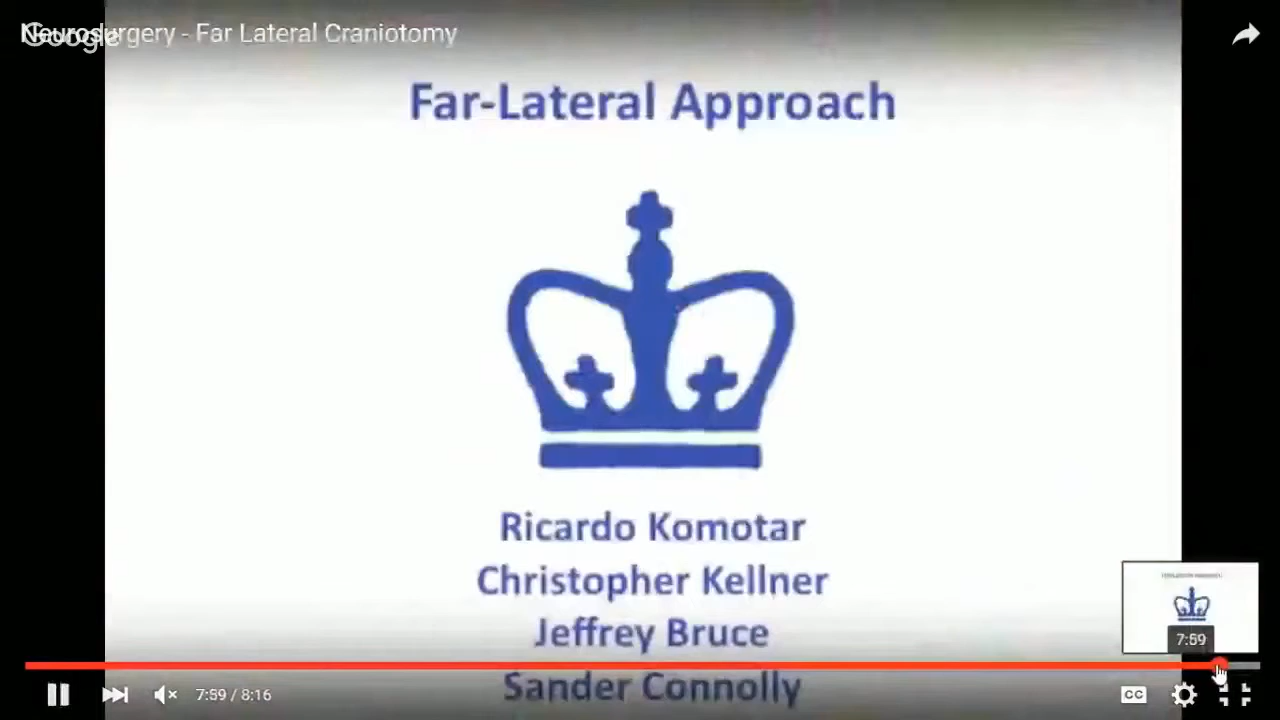 Neurosurgery - Far Lateral Craniotomy
Google
Far-Lateral Approach
Ricardo Komotar
Christopher Kellner
Jeffrey Bruce
Sander Connolly
7:59
7:59 / 8:16
CC